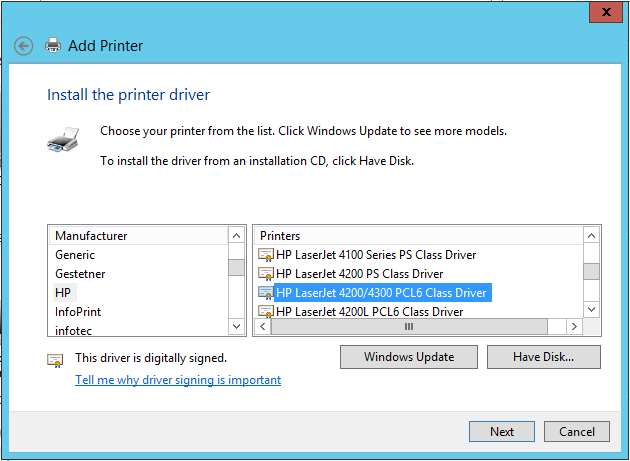 x
Add Printer
Install the printer driver
Choose your printer from the list. Click Windows Update to see more models.
To install the driver from an installation CD, click Have Disk.
Manufacturer
Generic
Gestetner
HP
InfoPrint
infotec
Printers
HP LaserJet 4100 Series PS Class Driver
HP LaserJet 4200 PS Class Driver
HP LaserJet 4200/4300 PCL6 Class Driver
HP LaserJet 4200L PCL6 Class Driver
This driver is digitally signed.
Tell me why driver signing is important
Windows Update
Have Disk...
Next
Cancel